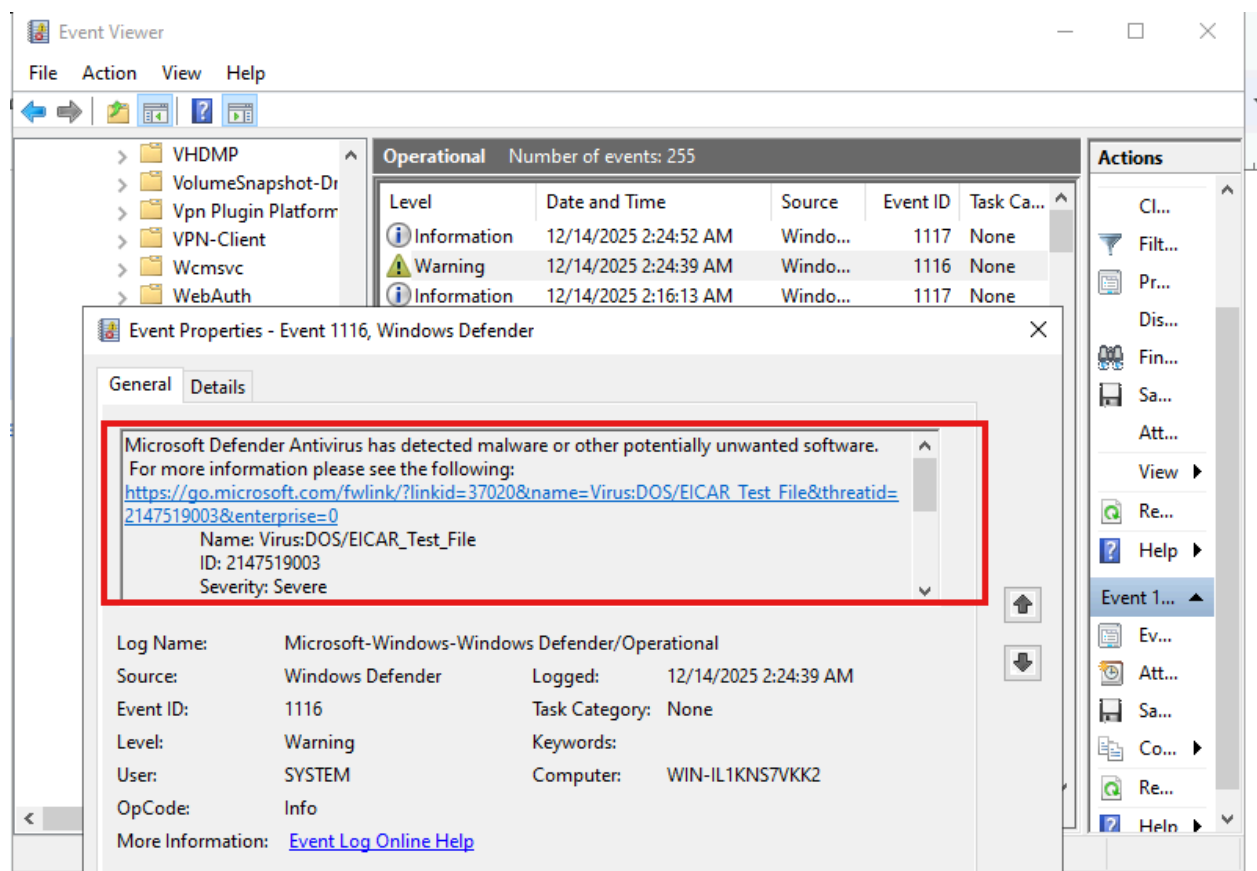 Event Viewer
File Action View Help
VHDMP
VolumeSnapshot-Dr
Vpn Plugin Platform
VPN-Client
Wcmsvc
WebAuth
Operational Number of events: 255
Level Date and Time Source Event ID Task Ca...
Information 12/14/2025 2:24:52 AM Windo... 1117 None
Warning 12/14/2025 2:24:39 AM Windo... 1116 None
Information 12/14/2025 2:16:13 AM Windo... 1117 None
Event Properties - Event 1116, Windows Defender
General Details
Microsoft Defender Antivirus has detected malware or other potentially unwanted software.
For more information please see the following:
https://go.microsoft.com/fwlink/?linkid=37020&name=Virus:DOS/EICAR_Test_File&threatid=
2147519003&enterprise=0
Name: Virus:DOS/EICAR_Test_File
ID: 2147519003
Severity: Severe
Log Name: Microsoft-Windows-Windows Defender/Operational
Source: Windows Defender Logged: 12/14/2025 2:24:39 AM
Event ID: 1116 Task Category: None
Level: Warning Keywords:
User: SYSTEM Computer: WIN-IL1KNS7VKK2
OpCode: Info
More Information: Event Log Online Help
Actions
Cl...
Filt...
Pr...
Dis...
Fin...
Sa...
Att...
View
Re...
Help
Event 1...
Ev...
Att...
Sa...
Co...
Re...
Help